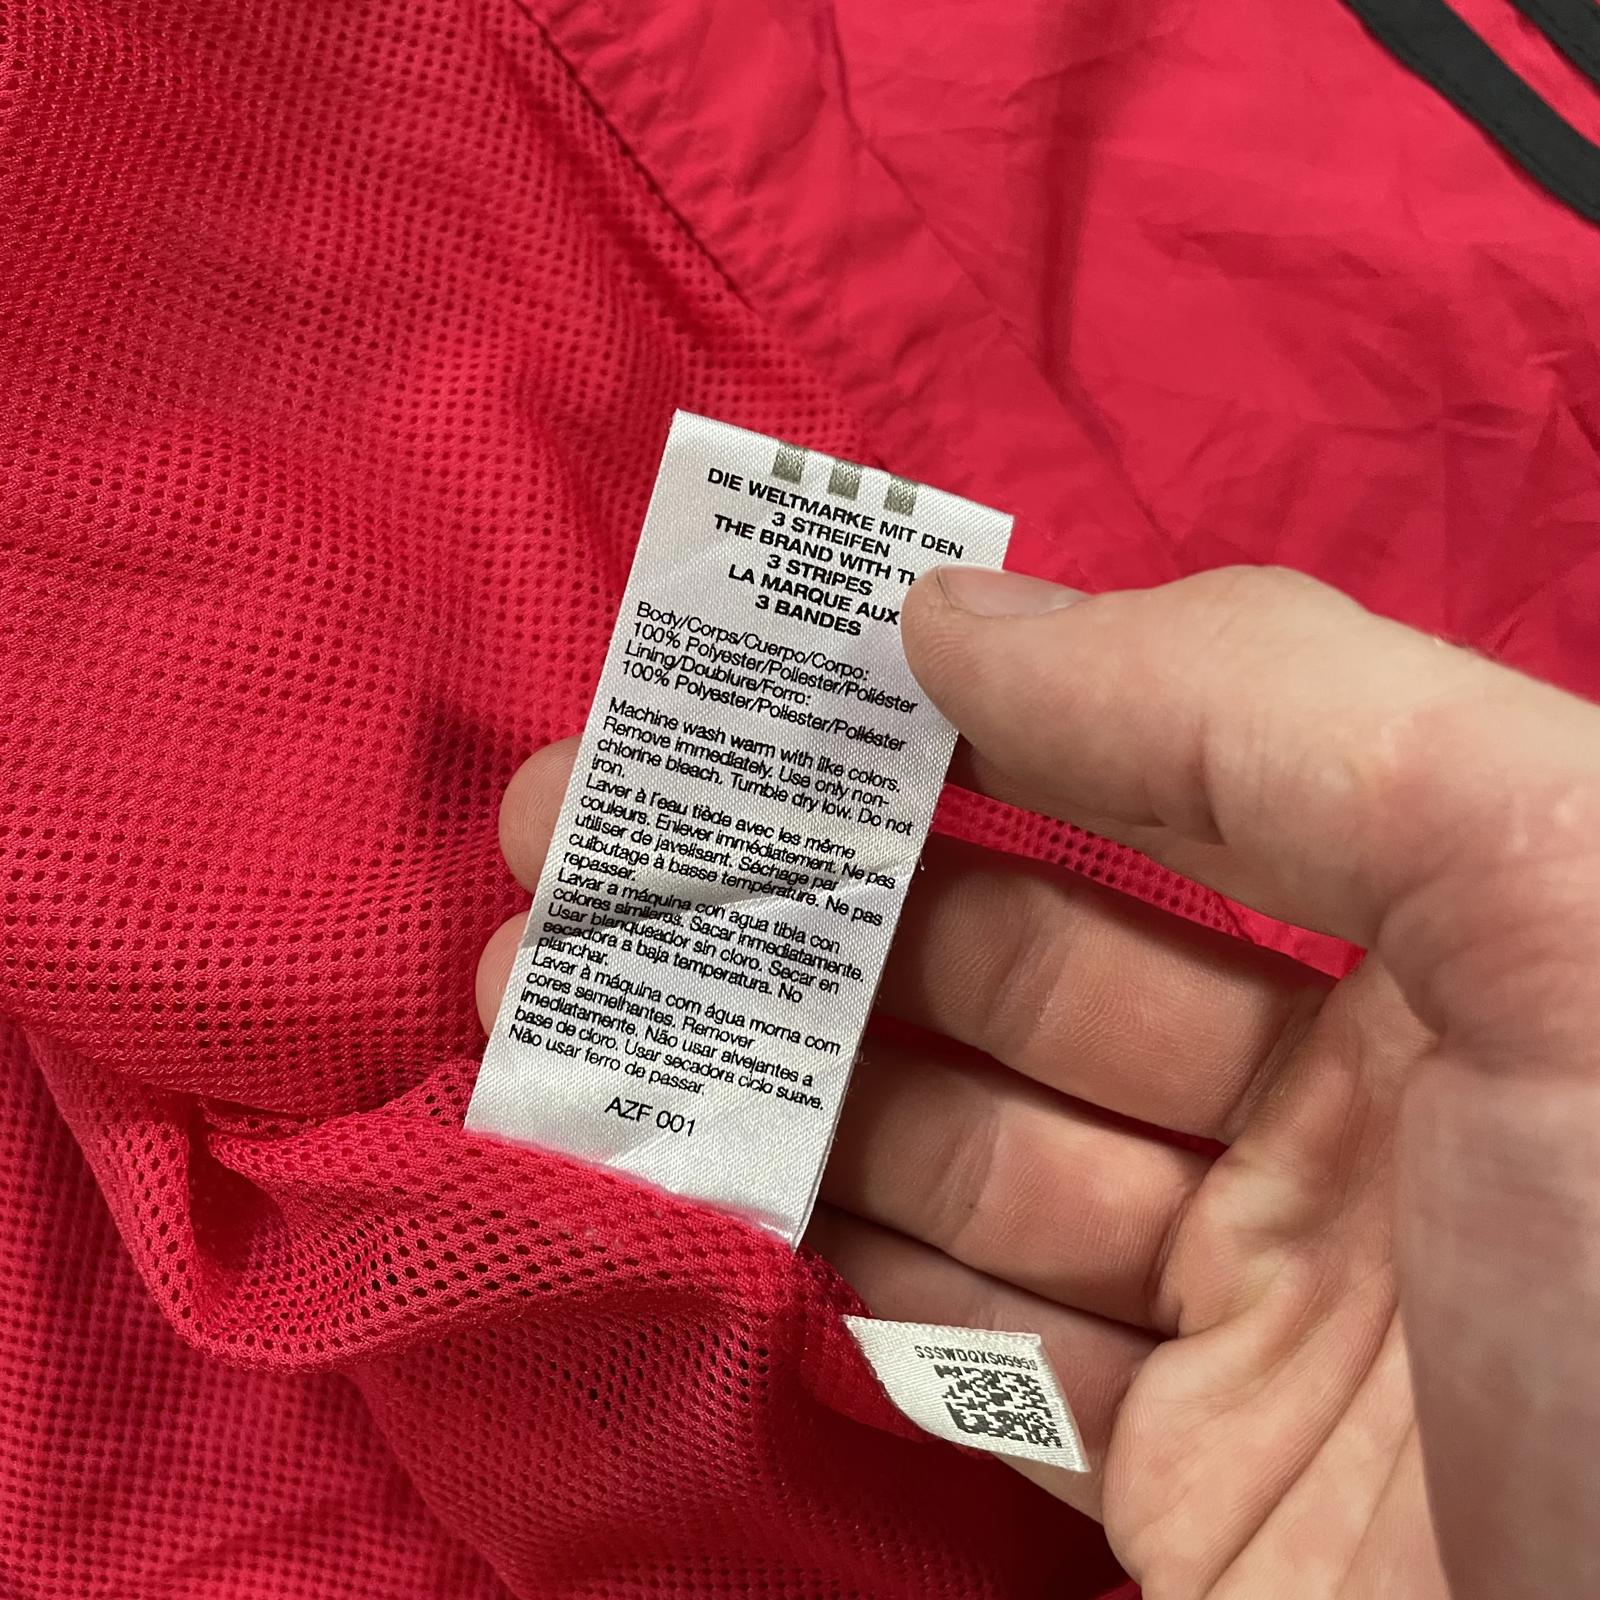 DIE WELTMARKE MIT DEN
3 STREIFEN
THE BRAND WITH
3 STRIPES
LA MARQUE AUX
3 BANDES
Body/Corps/Cuerpo/Corpo:
100% Polyester/Poliester/Poliéster
Lining/Doublure/Forro:
100% Polyester/Poliester/Poliéster
Machine wash warm with like colors.
Remove immediately. Use only non-
chlorine bleach. Tumble dry low. Do not
iron.
Laver à l'eau tiède avec les même
couleurs. Enlever immédiatement. Ne pas
utiliser de javelisant. Séchage par
culbutage à basse température. Ne pas
repasser.
Lavar a máquina con agua tibia con
colores similares. Sacar inmediatamente.
Usar blanqueador sin cloro. Secar en
secadora a baja temperatura. No
planchar.
Lavar à máquina com água morna com
cores semelhantes. Remover
imediatamente. Não usar alvejantes a
base de cloro. Usar secadora ciclo suave.
Não usar ferro de passar.
AZF 001